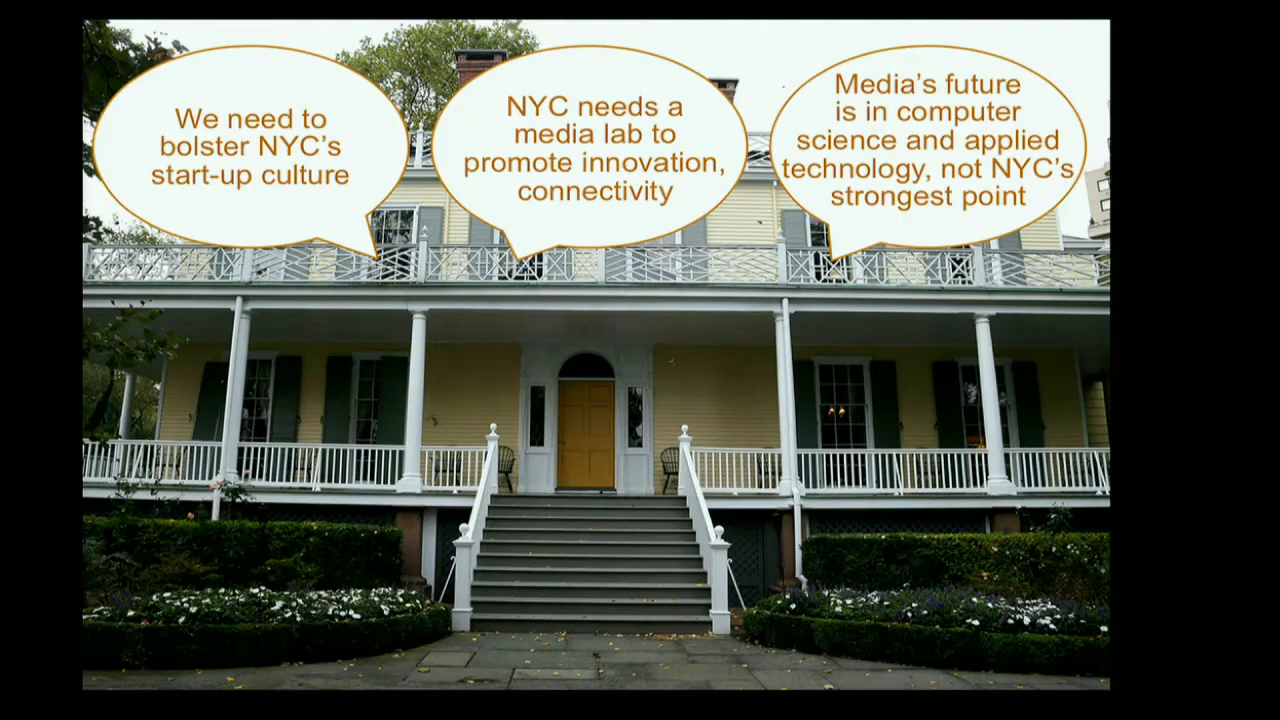 We need to
bolster NYC's
start-up culture
NYC needs a
media lab to
promote innovation,
connectivity
Media's future
is in computer
science and applied
technology, not NYC's
strongest point